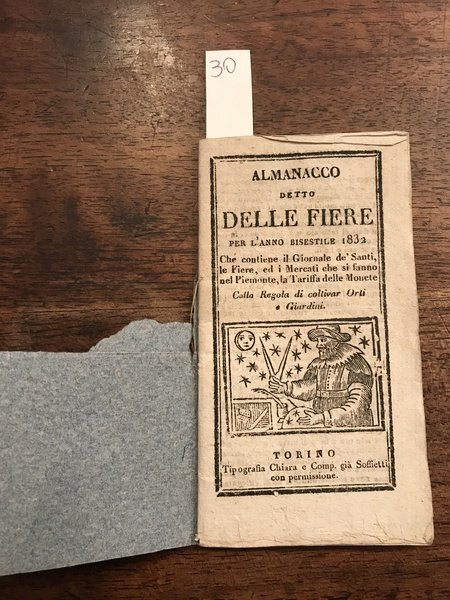 30
ALMANACCO
DETTO
DELLE FIERE
PER L'ANNO BISESTILE 1832
Che contiene il Giornale de' Santi,
le Fiere, ed i Mercati che si fanno
nel Piemonte, la Tariffa delle Monete
Colla Regola di coltivar Orti
e Giardini.
TORINO
Tipografia Chiara e Comp. già Soffietti
con permissione.